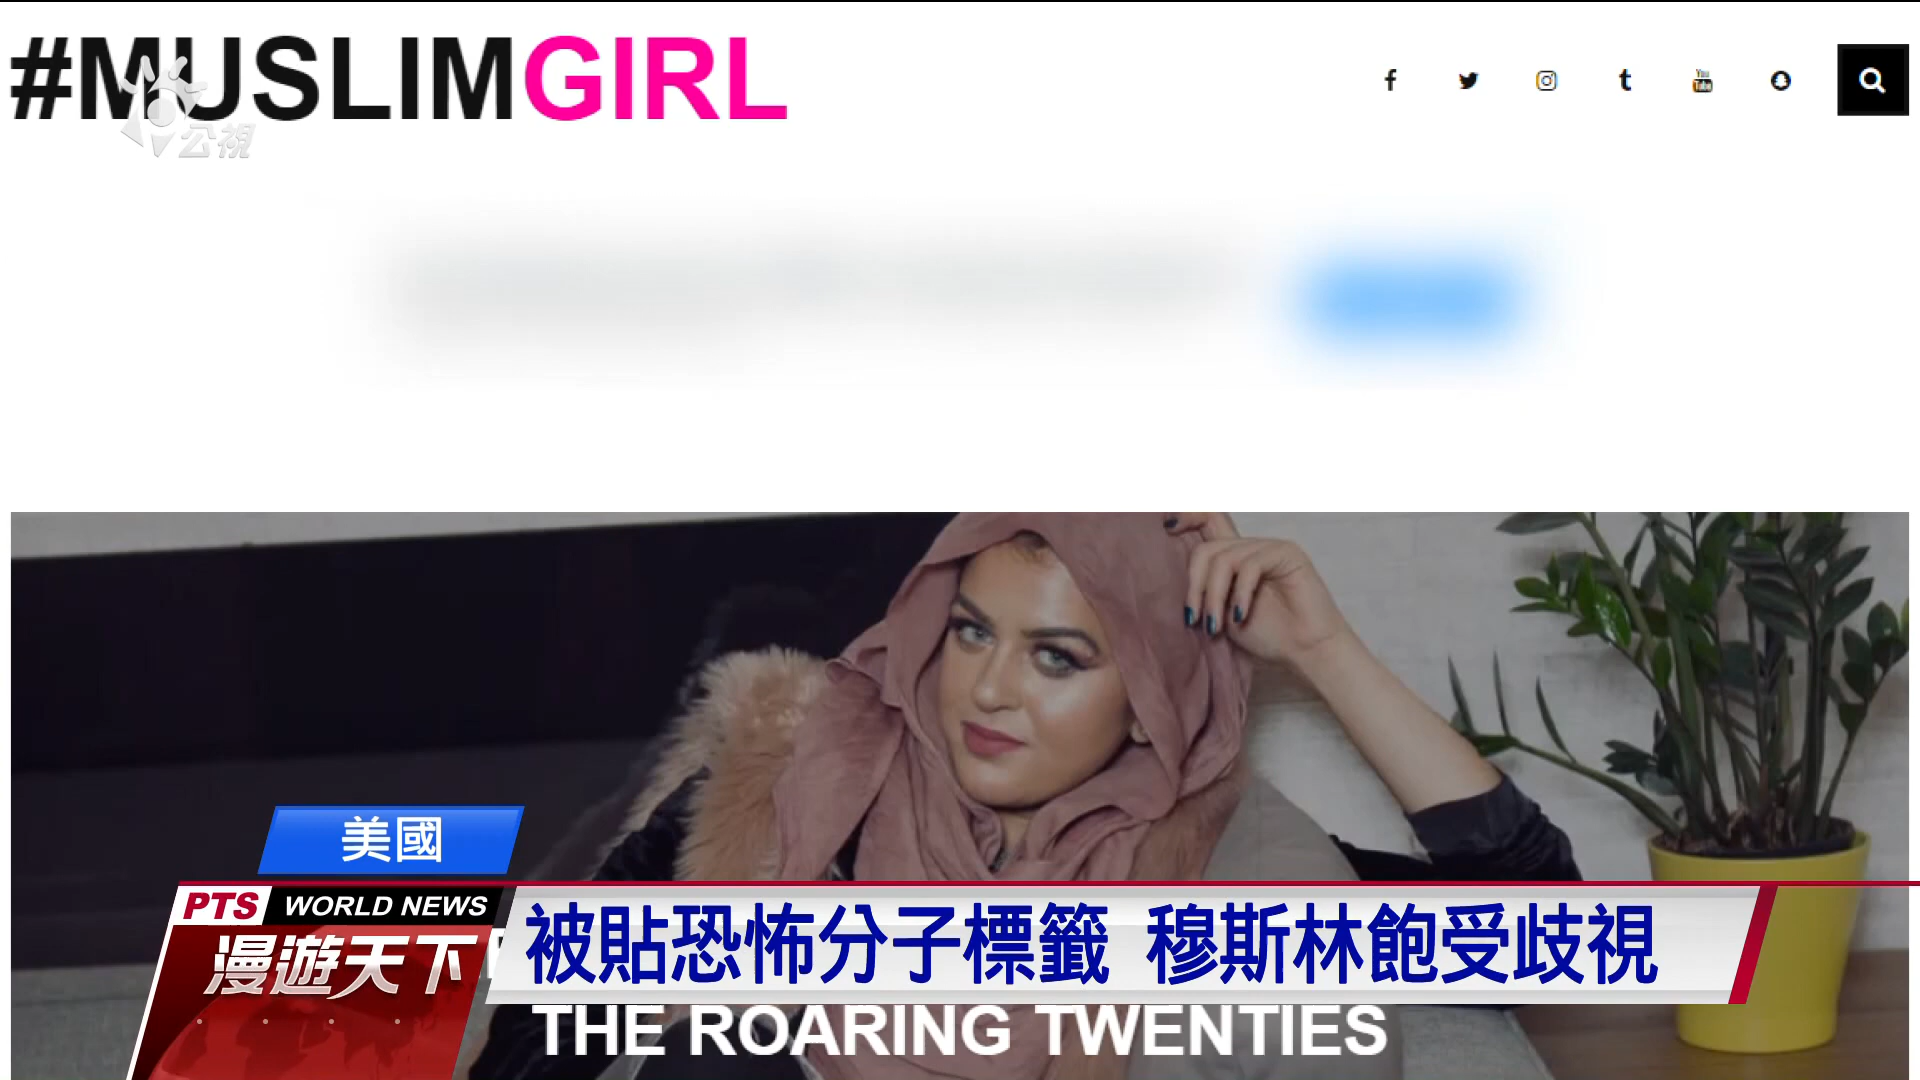 #MUSLIMGIRL
公視
美國
PTS WORLD NEWS
漫遊天下
被貼恐怖分子標籤 穆斯林飽受歧視
THE ROARING TWENTIES